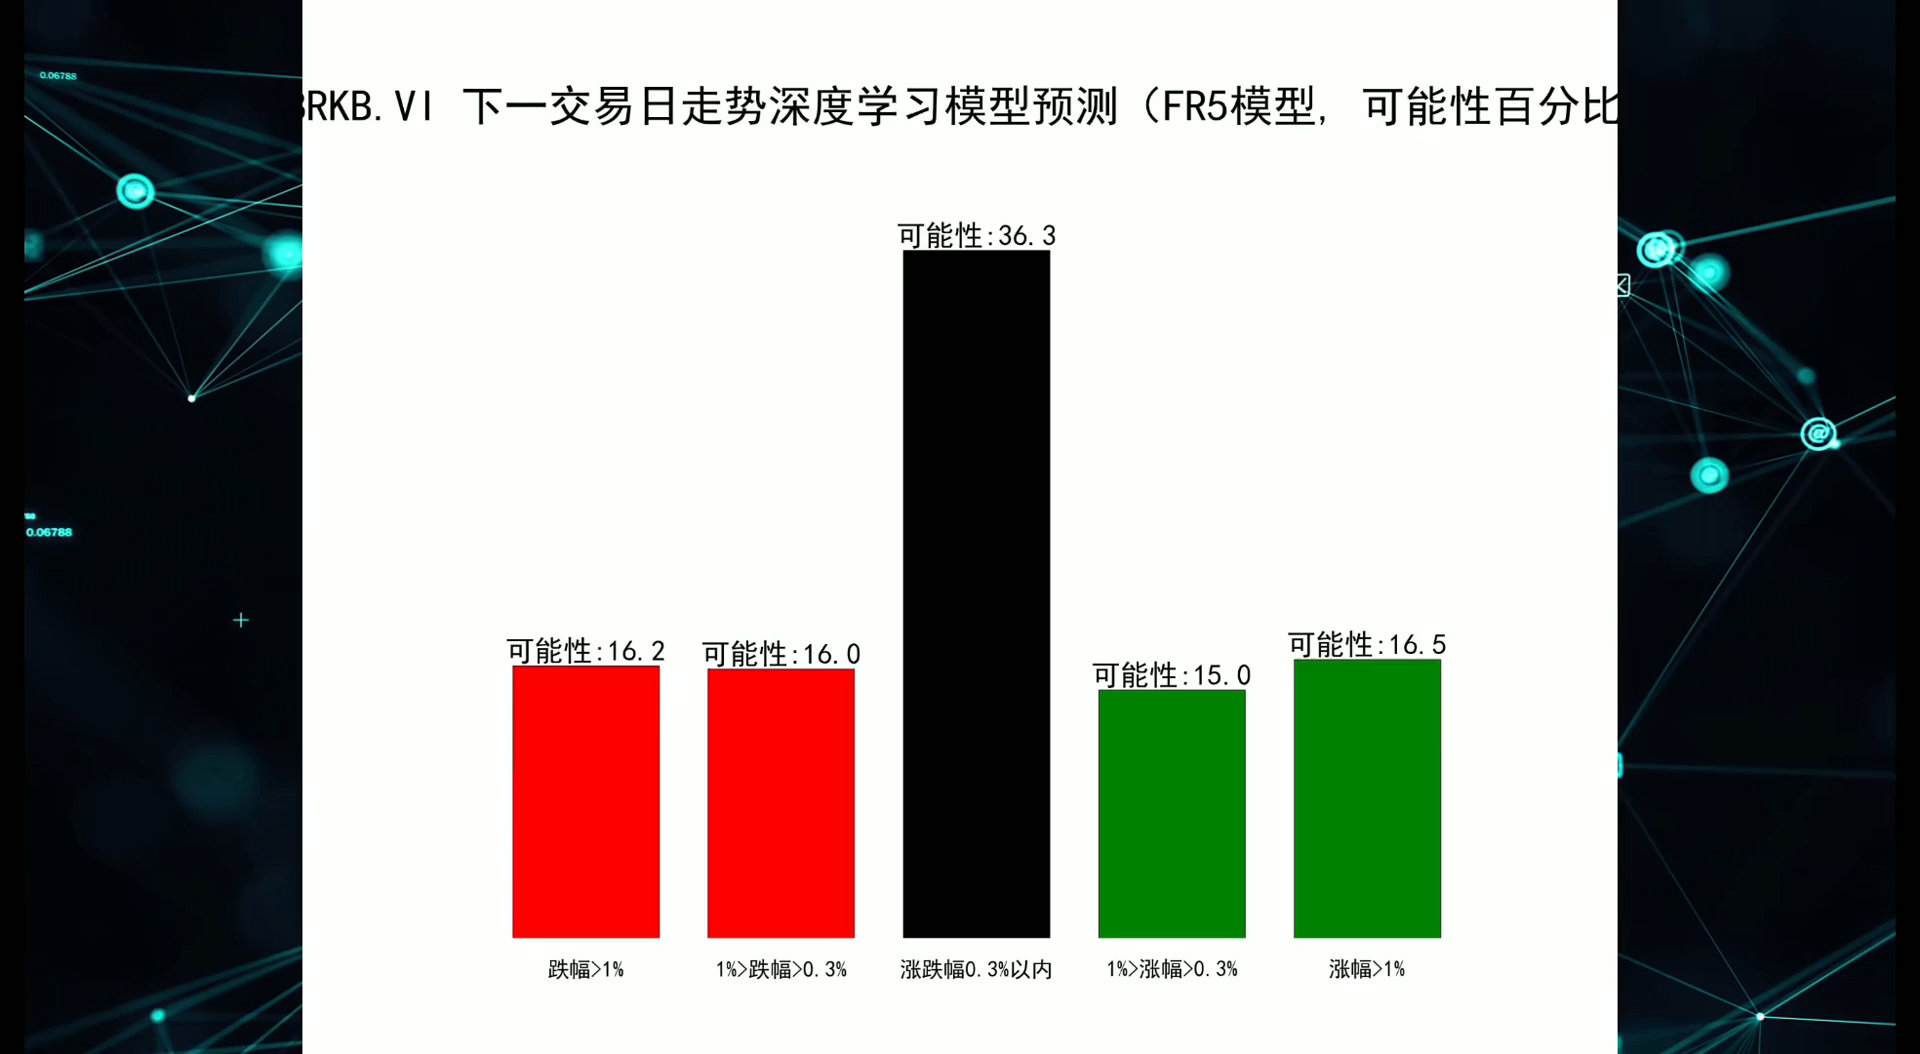 0.06788
BRKB.VI 下一交易日走势深度学习模型预测（FR5模型, 可能性百分比
可能性:36.3
可能性:16.2
可能性:16.0
可能性:15.0
可能性:16.5
0.06788
跌幅>1%
1%>跌幅>0.3%
涨跌幅0.3%以内
1%>涨幅>0.3%
涨幅>1%